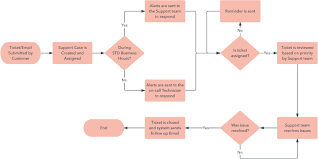 Ticket/Email
Submitted by
Customer
Support Case is
Created and
Assigned
During
STD Business
Hours?
Yes
No
Alerts are sent to
the Support team
to respond
Alerts are sent to the
on-call Technician
to respond
Reminder is sent
No
Is ticket
assigned?
Yes
Ticket is reviewed
based on priority
by Support team
Support team
resolves issues
Was issue
resolved?
No
Yes
Ticket is closed
and system sends
follow up Email
End